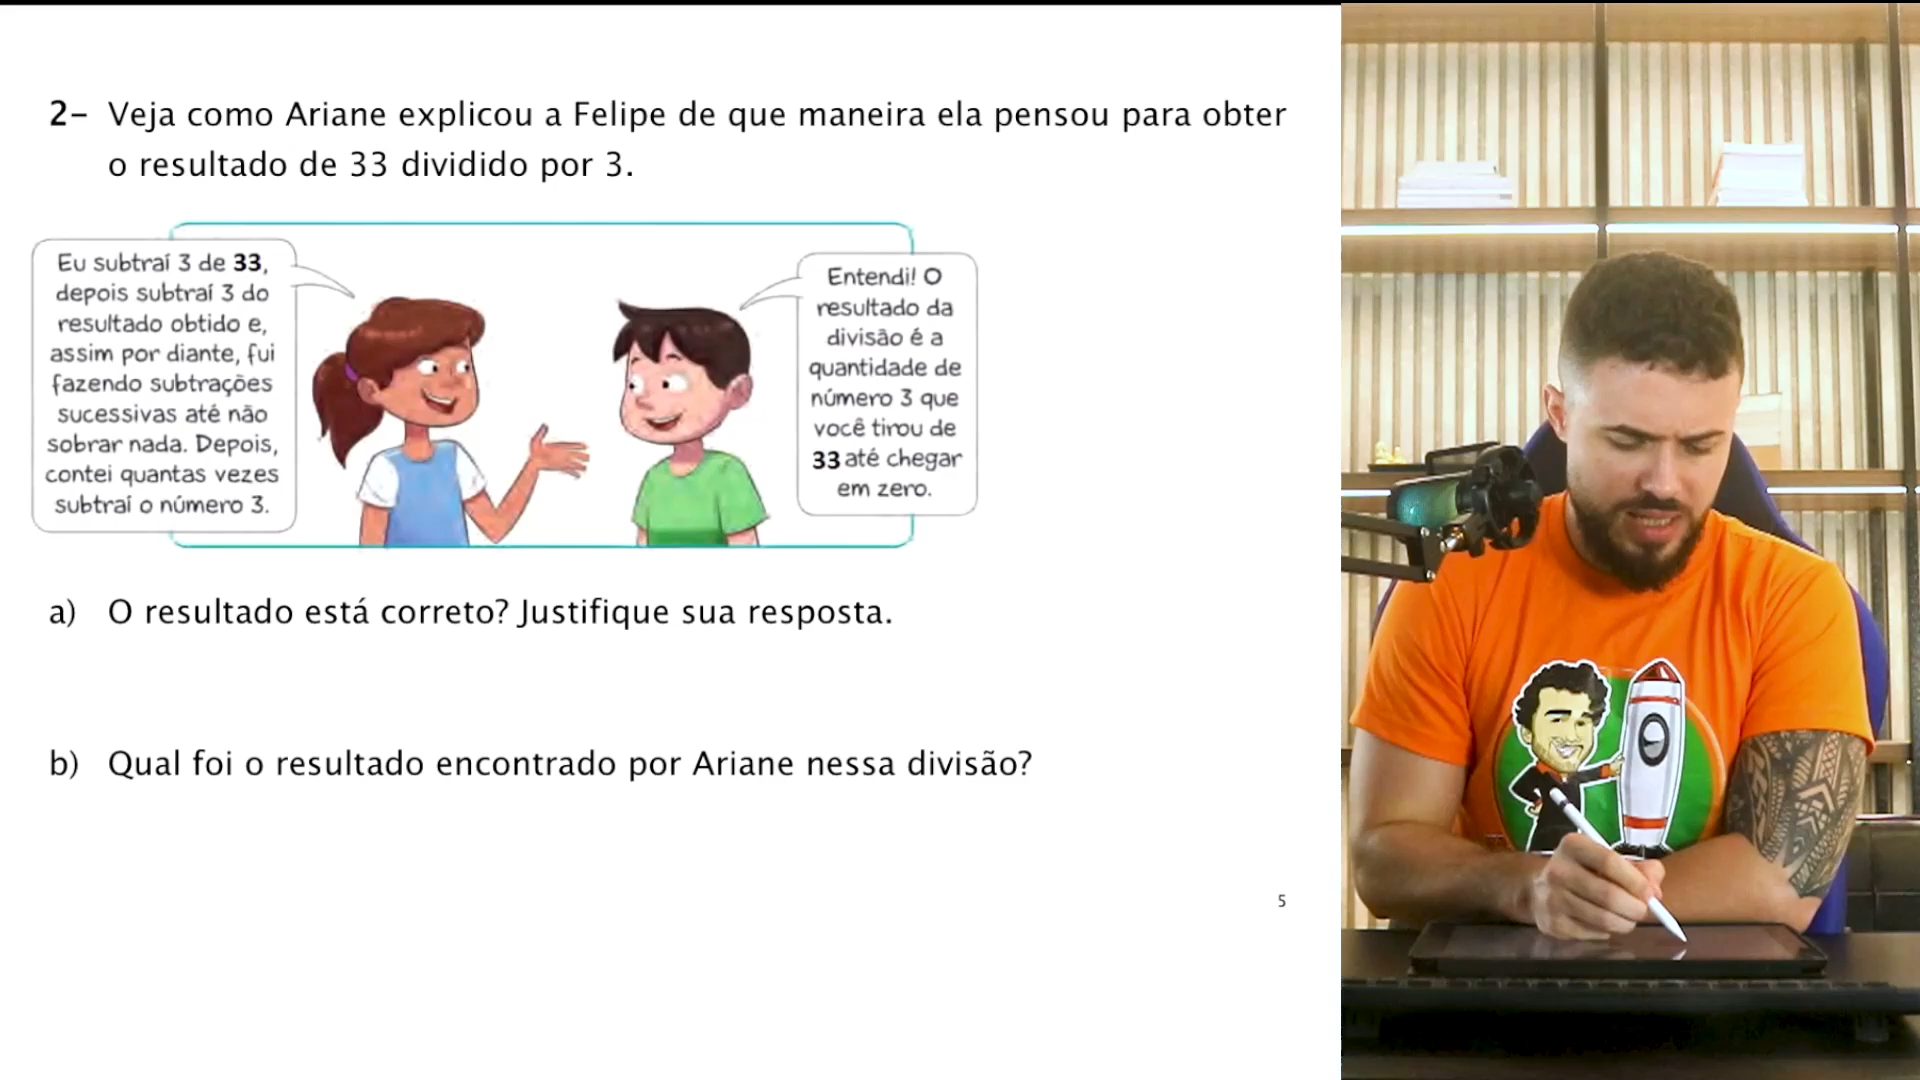 2- Veja como Ariane explicou a Felipe de que maneira ela pensou para obter
o resultado de 33 dividido por 3.
Eu subtraí 3 de 33,
depois subtraí 3 do
resultado obtido e,
assim por diante, fui
fazendo subtrações
sucessivas até não
sobrar nada. Depois,
contei quantas vezes
subtraí o número 3.
Entendi! O
resultado da
divisão é a
quantidade de
número 3 que
você tirou de
33 até chegar
em zero.
a) O resultado está correto? Justifique sua resposta.
b) Qual foi o resultado encontrado por Ariane nessa divisão?
5